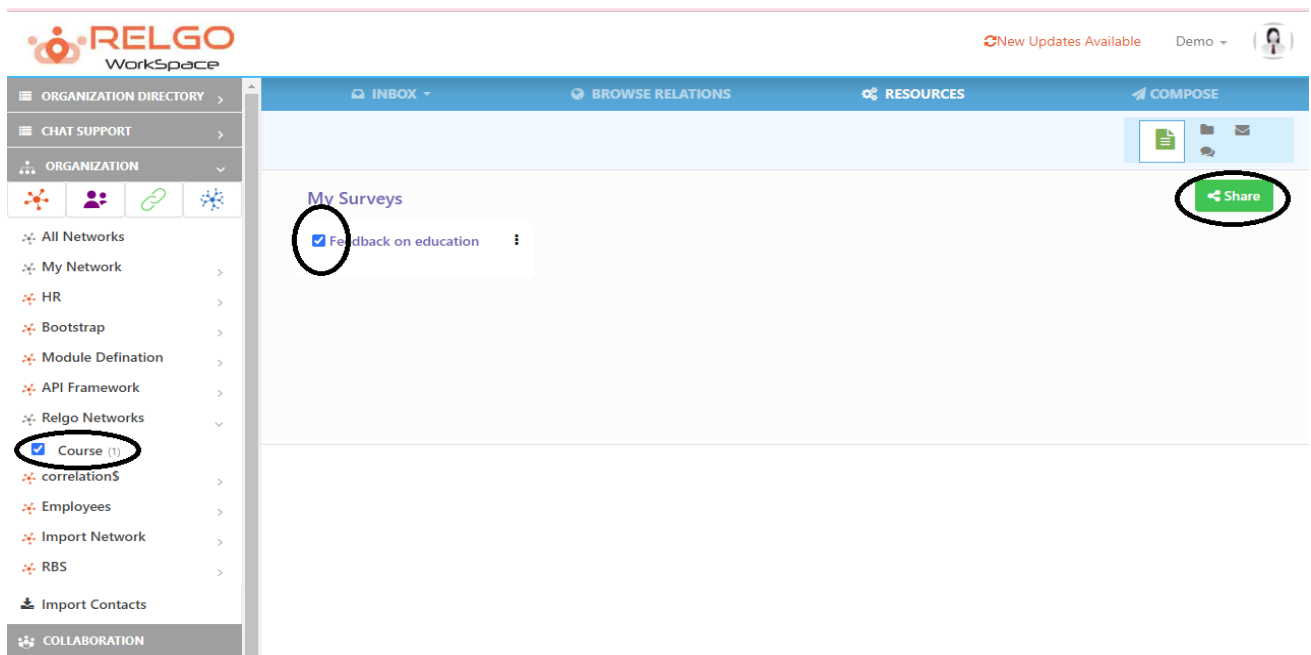 RELGO
WorkSpace
New Updates Available
Demo
ORGANIZATION DIRECTORY
CHAT SUPPORT
ORGANIZATION
All Networks
My Network
HR
Bootstrap
Module Defination
API Framework
Relgo Networks
Course (1)
correlation$
Employees
Import Network
RBS
Import Contacts
COLLABORATION
INBOX
BROWSE RELATIONS
RESOURCES
COMPOSE
My Surveys
Share
Feedback on education